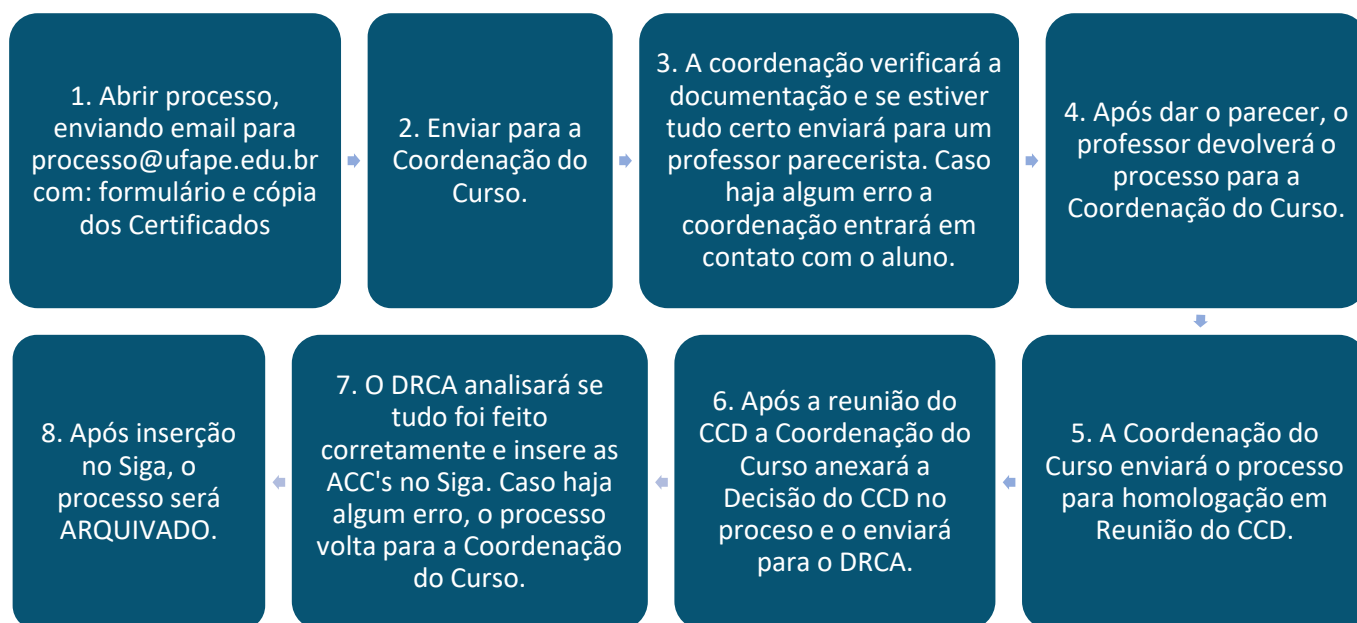 1. Abrir processo,
enviando email para
processo@ufape.edu.br
com: formulário e cópia
dos Certificados
2. Enviar para a
Coordenação do
Curso.
3. A coordenação verificará a
documentação e se estiver
tudo certo enviará para um
professor parecerista. Caso
haja algum erro a
coordenação entrará em
contato com o aluno.
4. Após dar o parecer, o
professor devolverá o
processo para a
Coordenação do Curso.
5. A Coordenação do
Curso enviará o processo
para homologação em
Reunião do CCD.
6. Após a reunião do
CCD a Coordenação do
Curso anexará a
Decisão do CCD no
proceso e o enviará
para o DRCA.
7. O DRCA analisará se
tudo foi feito
corretamente e insere as
ACC's no Siga. Caso haja
algum erro, o processo
volta para a Coordenação
do Curso.
8. Após inserção
no Siga, o
processo será
ARQUIVADO.